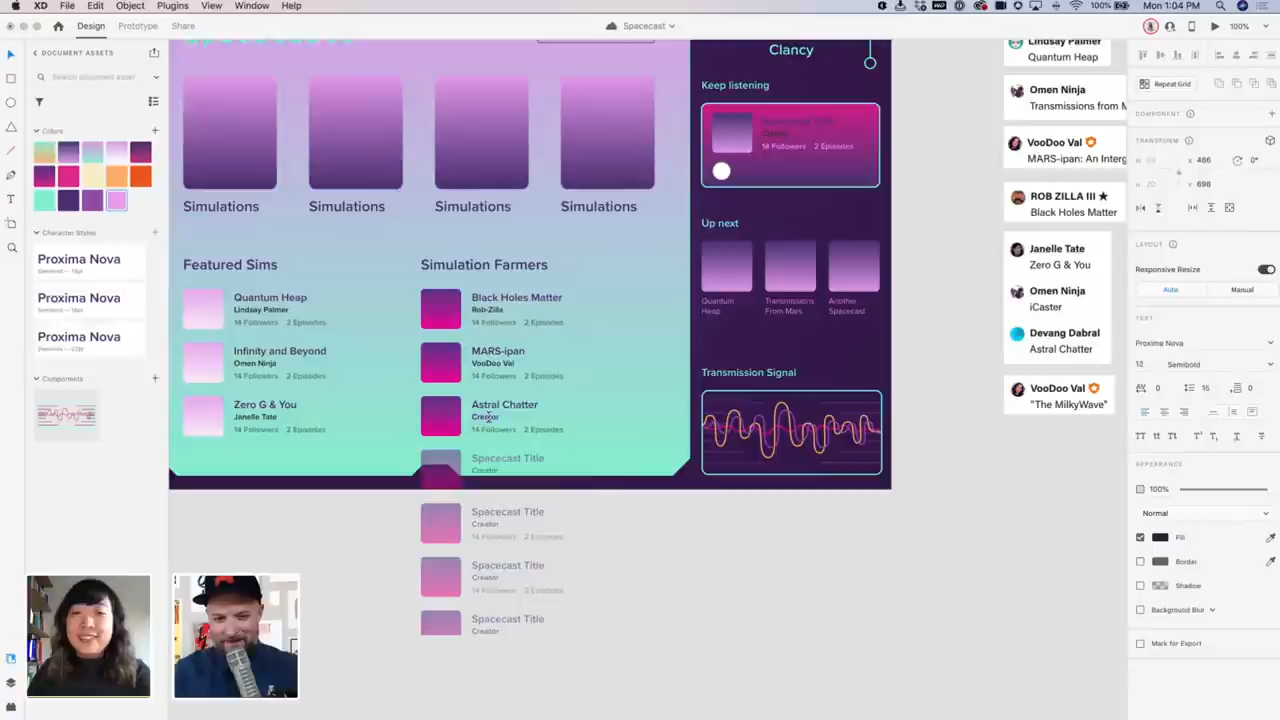 XD File Edit Object Plugins View Window Help
100% Mon 1:04 PM
Design Prototype Share
Spacecast
100%
DOCUMENT ASSETS
Search document asset
Colors
Character Styles
Proxima Nova
Proxima Nova
Proxima Nova
Components
Simulations Simulations Simulations Simulations
Featured Sims
Quantum Heap
Lindsay Palmer
14 Followers 2 Episodes
Infinity and Beyond
Omen Ninja
14 Followers 2 Episodes
Zero G & You
Janelle Tate
14 Followers 2 Episodes
Simulation Farmers
Black Holes Matter
Rob-Zilla
14 Followers 2 Episodes
MARS-ipan
VooDoo Val
14 Followers 2 Episodes
Astral Chatter
Creator
14 Followers 2 Episodes
Spacecast Title
Creator
Spacecast Title
Creator
14 Followers 2 Episodes
Spacecast Title
Creator
14 Followers 2 Episodes
Spacecast Title
Creator
Clancy
Keep listening
Spacecast Title
Creator
14 Followers 2 Episodes
Up next
Quantum
Heap
Transmissions
From Mars
Another
Spacecast
Transmission Signal
Lindsay Palmer
Quantum Heap
Omen Ninja
Transmissions from M
VooDoo Val
MARS-ipan: An Interg
ROB ZILLA III ★
Black Holes Matter
Janelle Tate
Zero G & You
Omen Ninja
iCaster
Devang Dabral
Astral Chatter
VooDoo Val
"The MilkyWave"
Repeat Grid
COMPONENT
TRANSFORM
W X 486 0°
H Y 698
LAYOUT
Responsive Resize
Auto Manual
TEXT
Proxima Nova
12 Semibold
0 15 0
APPEARANCE
100%
Normal
Fill
Border
Shadow
Background Blur
Mark for Export